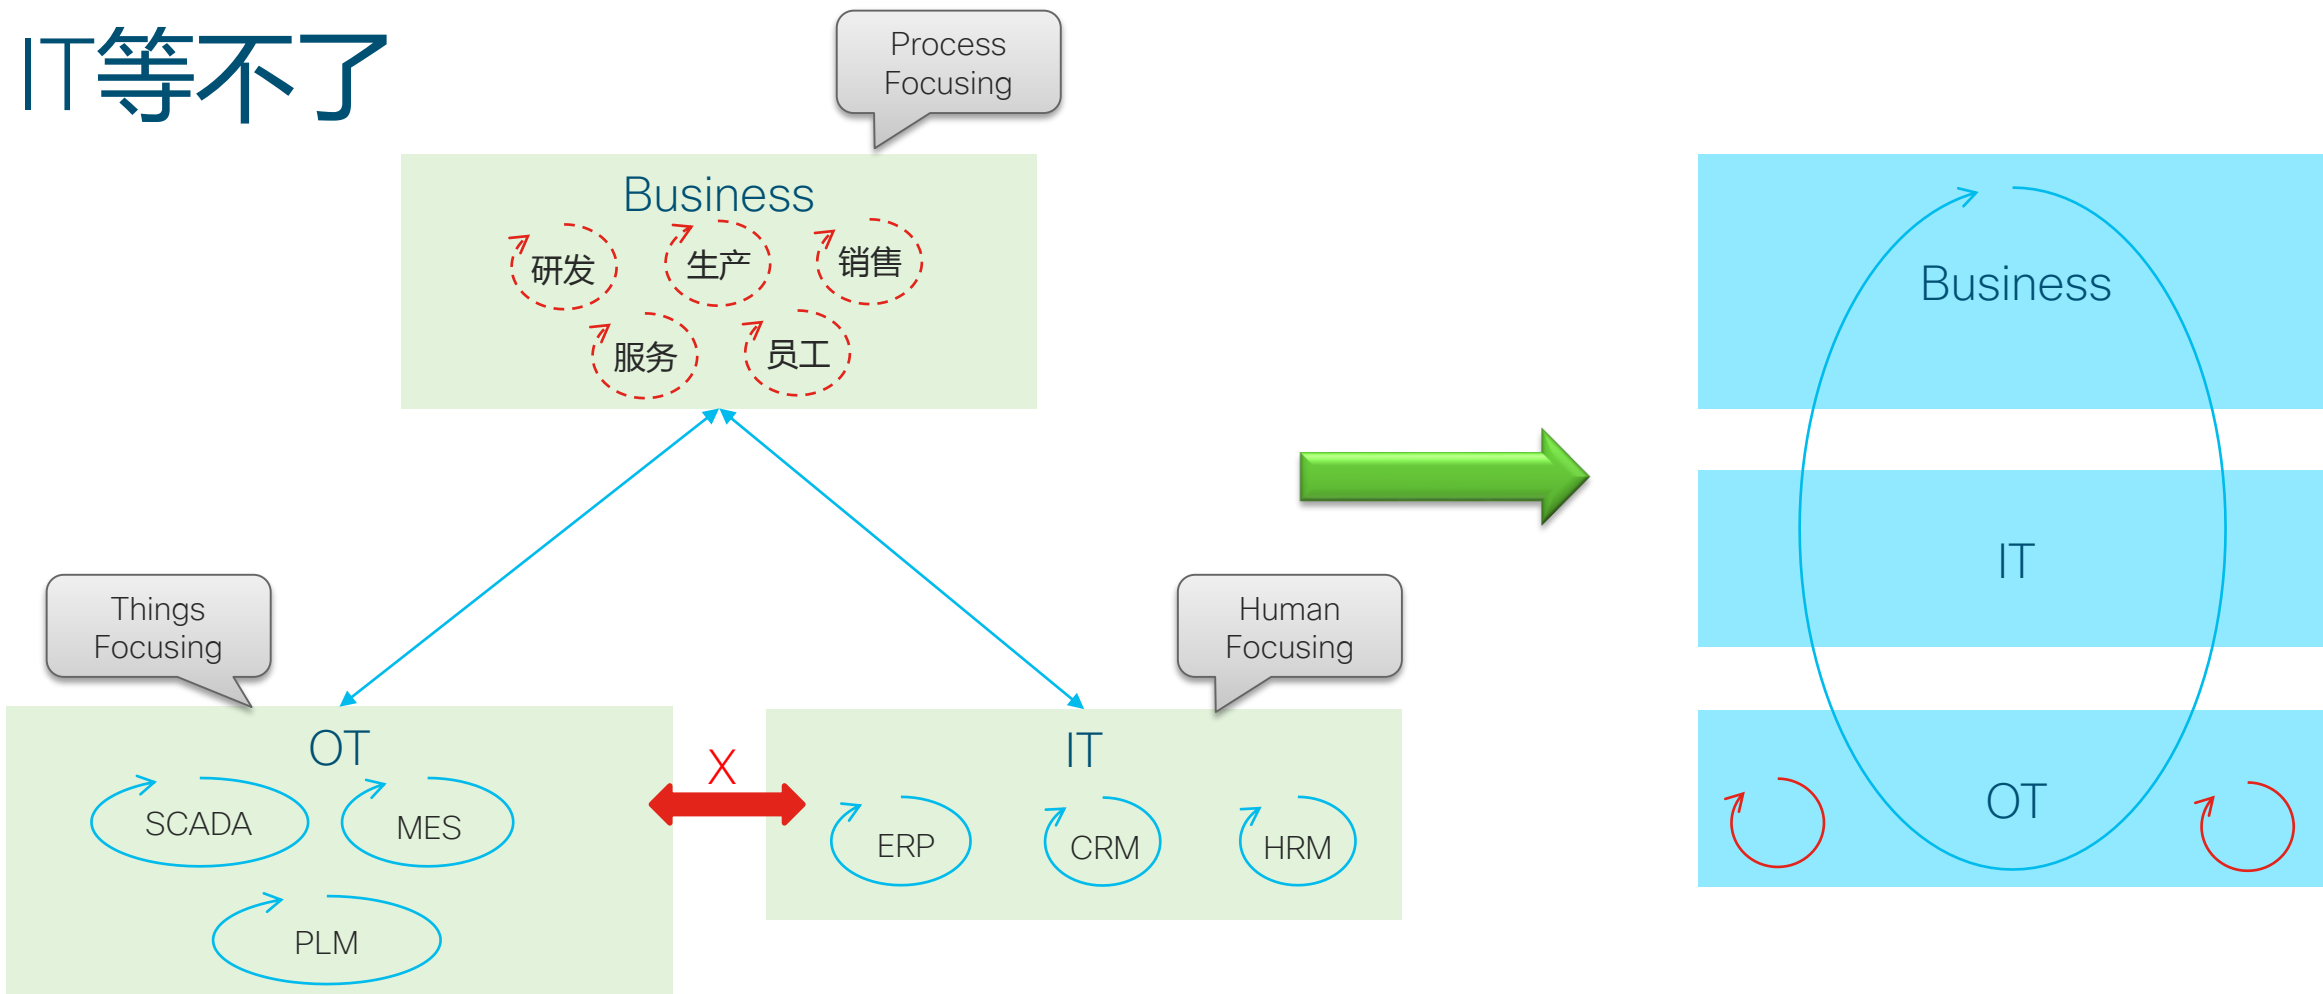 IT等不了
Process
Focusing
Business
研发
生产
销售
服务
员工
Things
Focusing
Human
Focusing
OT
SCADA
MES
PLM
X
IT
ERP
CRM
HRM
Business
IT
OT